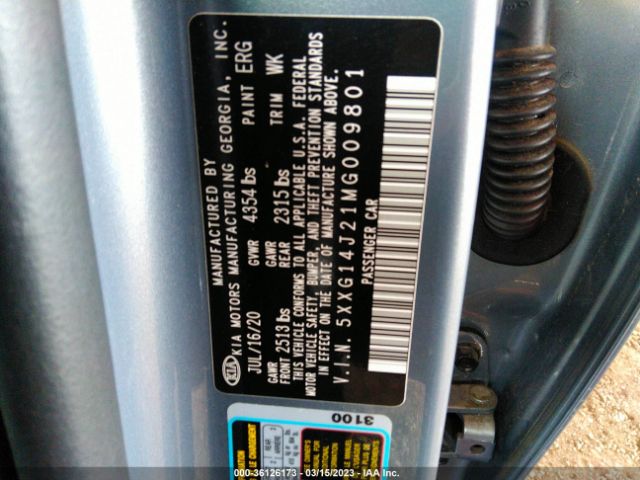 MANUFACTURED BY
KIA KIA MOTORS MANUFACTURING GEORGIA, INC.
JUL/16/20 GVWR 4354 lbs PAINT ERG
GAWR FRONT 2513 lbs GAWR REAR 2315 lbs TRIM WK
THIS VEHICLE CONFORMS TO ALL APPLICABLE U.S.A. FEDERAL
MOTOR VEHICLE SAFETY, BUMPER, AND THEFT PREVENTION STANDARDS
IN EFFECT ON THE DATE OF MANUFACTURE SHOWN ABOVE.
V.I.N. 5XXG14J21MG009801
PASSENGER CAR
3100
REAR
000-36126173 - 03/15/2023 - IAA Inc.